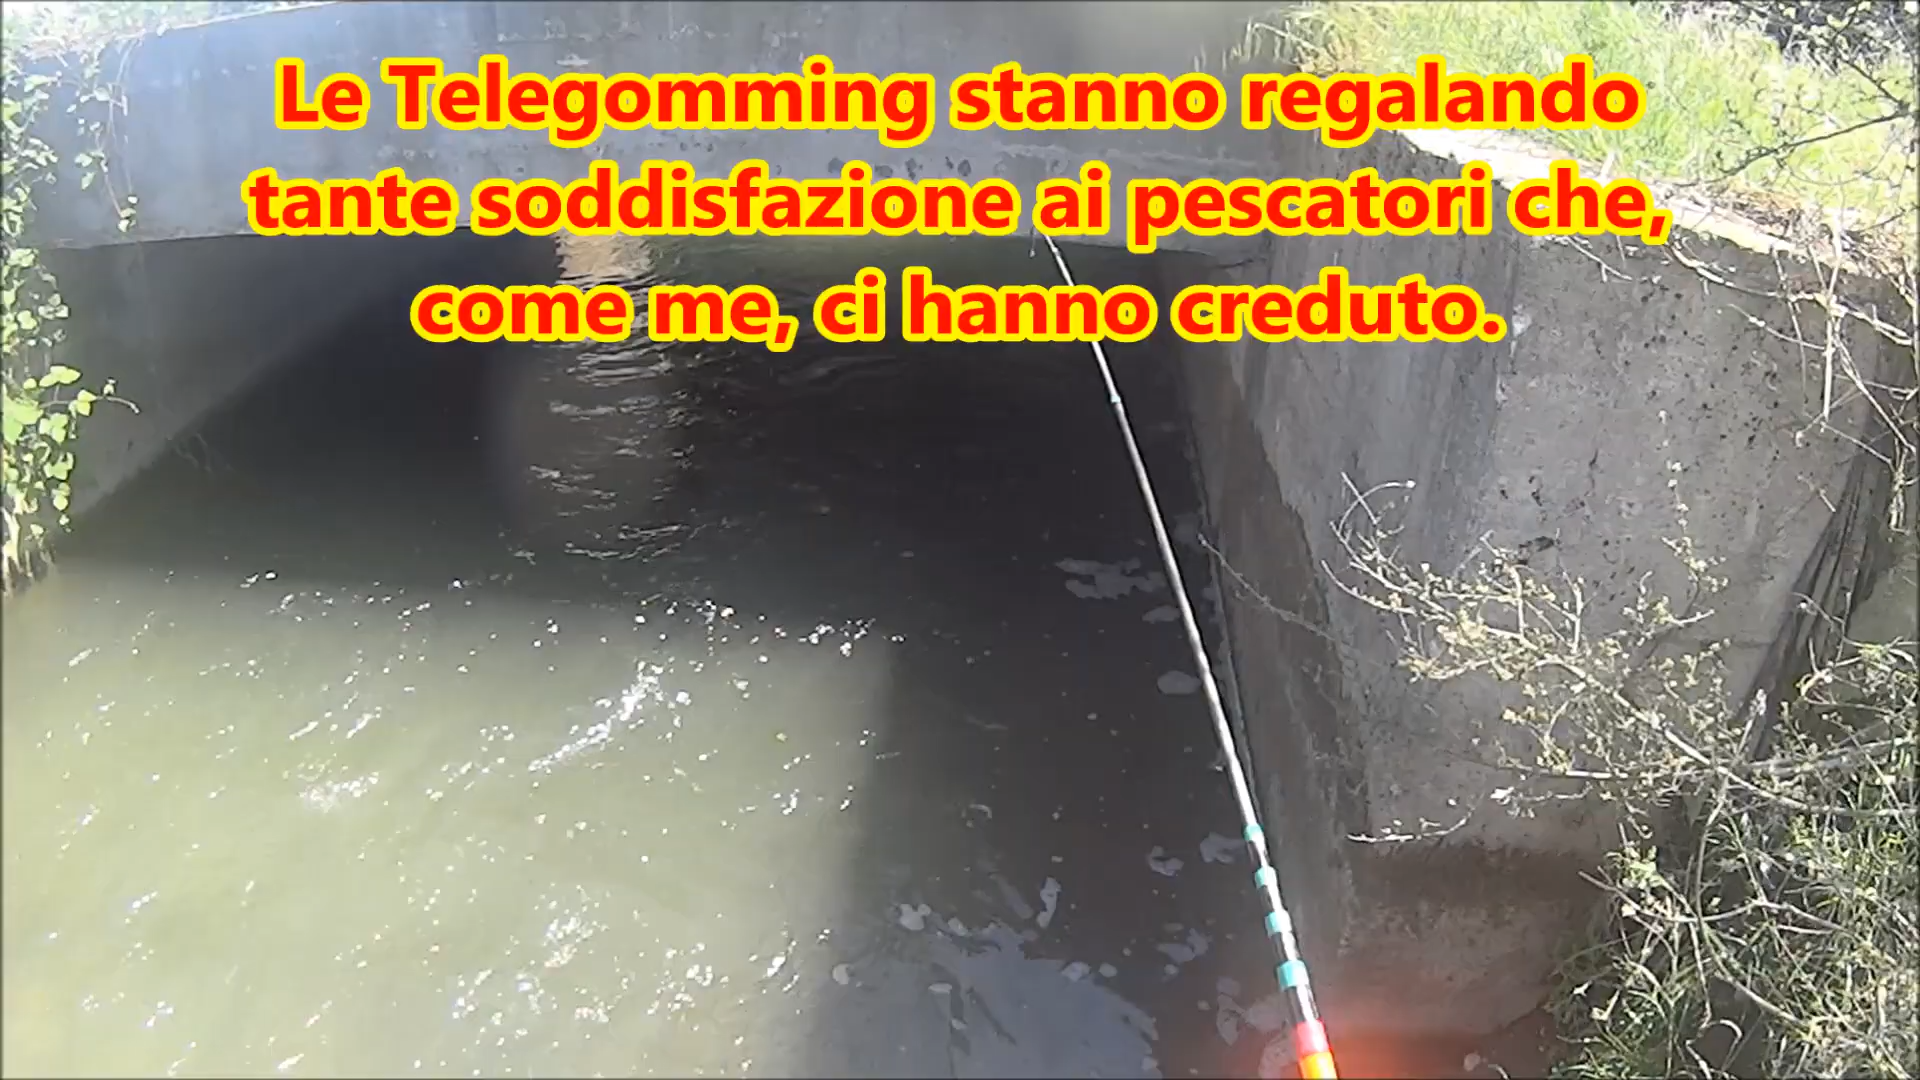 Le Telegomming stanno regalando
tante soddisfazione ai pescatori che,
come me, ci hanno creduto.